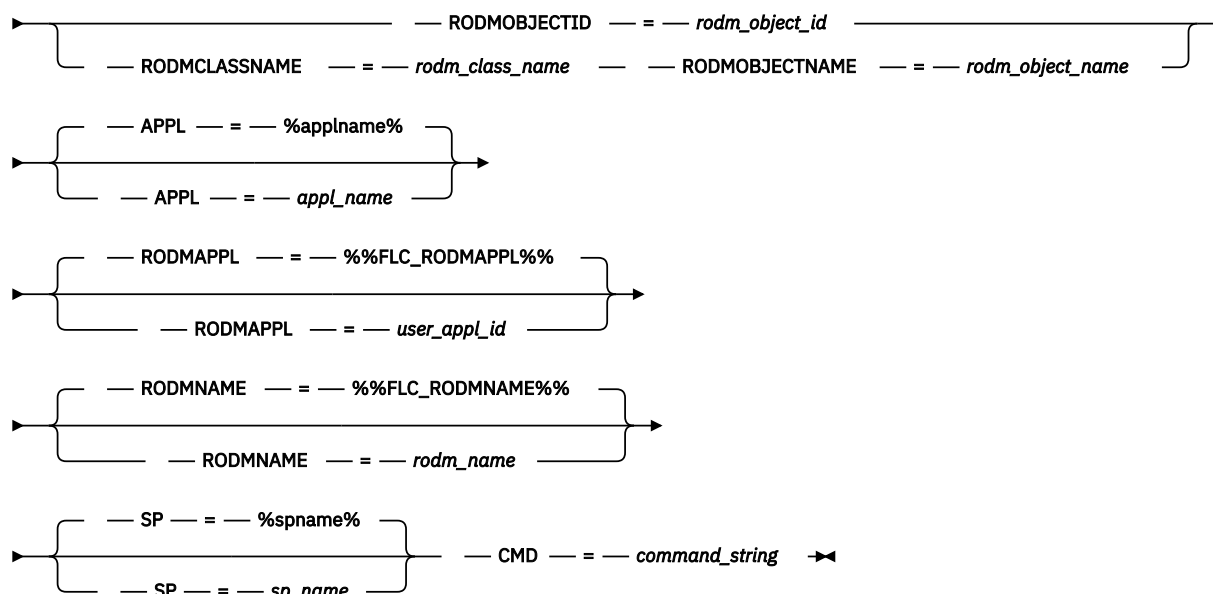 RODMOBJECTID = rodm_object_id
RODMCLASSNAME = rodm_class_name RODMOBJECTNAME = rodm_object_name
APPL = %applname%
APPL = appl_name
RODMAPPL = %%FLC_RODMAPPL%%
RODMAPPL = user_appl_id
RODMNAME = %%FLC_RODMNAME%%
RODMNAME = rodm_name
SP = %spname%
CMD = command_string
SP = sp_name